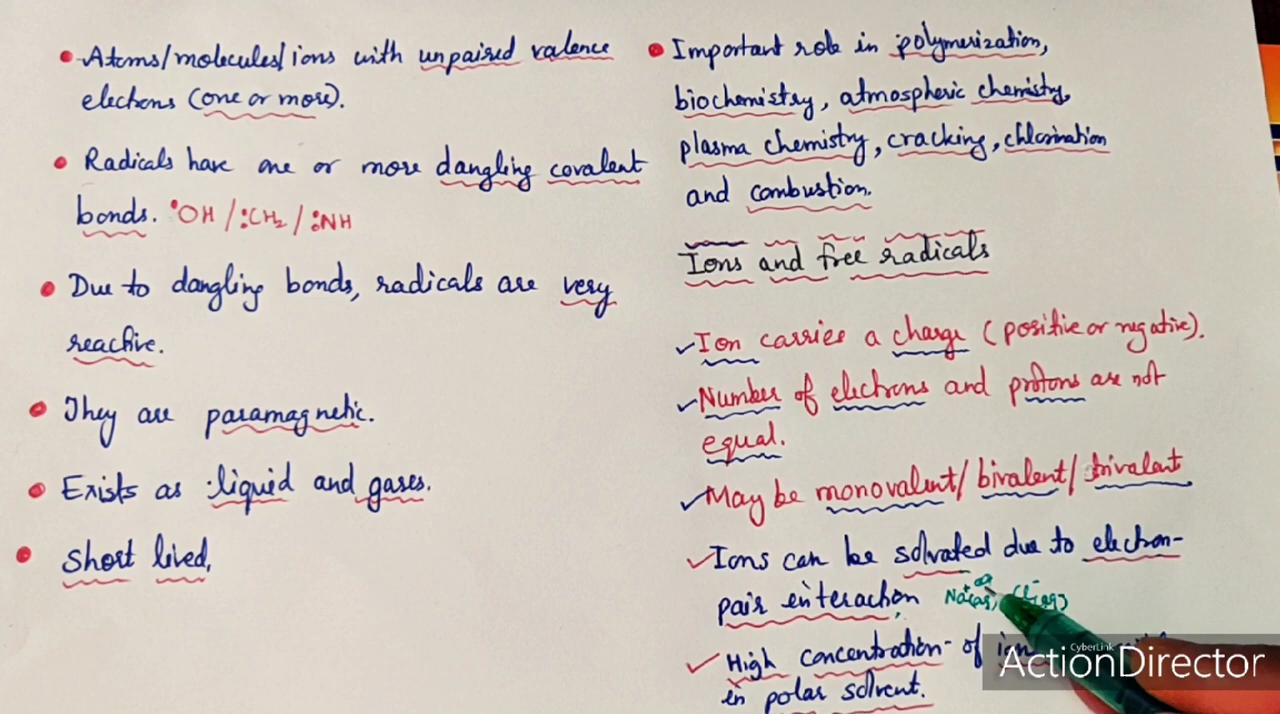 • Atoms/molecules/ions with unpaired valence
electrons (one or more).
• Radicals have one or more dangling covalent
bonds. •OH / :CH2 / :NH
• Due to dangling bonds, radicals are very
reactive.
• They are paramagnetic.
• Exists as liquid and gases.
• Short lived,
• Important role in polymerization,
biochemistry, atmospheric chemistry,
plasma chemistry, cracking, chlorination
and combustion.
Ions and free radicals
✓Ion carries a charge (positive or negative).
✓Number of electrons and protons are not
equal.
✓May be monovalent/bivalent/trivalent
✓Ions can be solvated due to electron-
pair interaction
✓High concentration of
in polar solvent.
CyberLink
ActionDirector